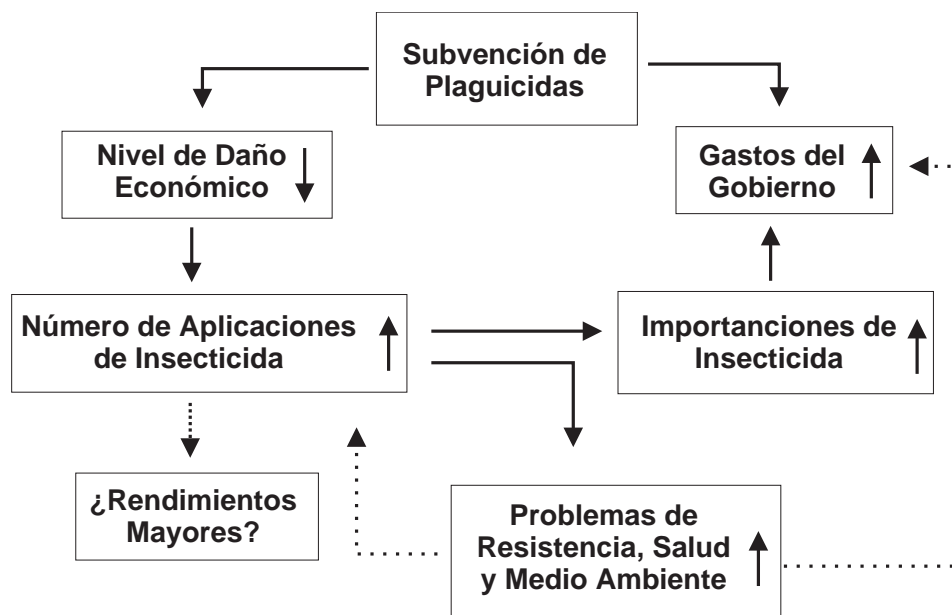 Subvención de
Plaguicidas
Nivel de Daño
Económico
Gastos del
Gobierno
Número de Aplicaciones
de Insecticida
Importanciones de
Insecticida
¿Rendimientos
Mayores?
Problemas de
Resistencia, Salud
y Medio Ambiente